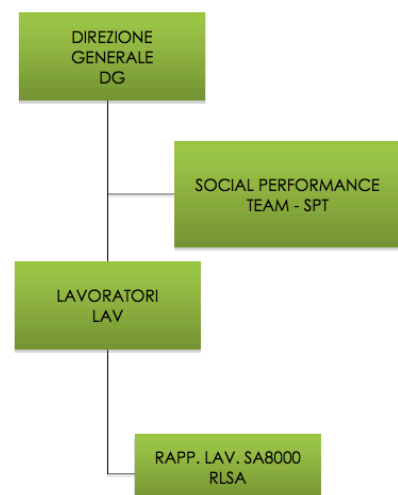 DIREZIONE
GENERALE
DG
SOCIAL PERFORMANCE
TEAM - SPT
LAVORATORI
LAV
RAPP. LAV. SA8000
RLSA